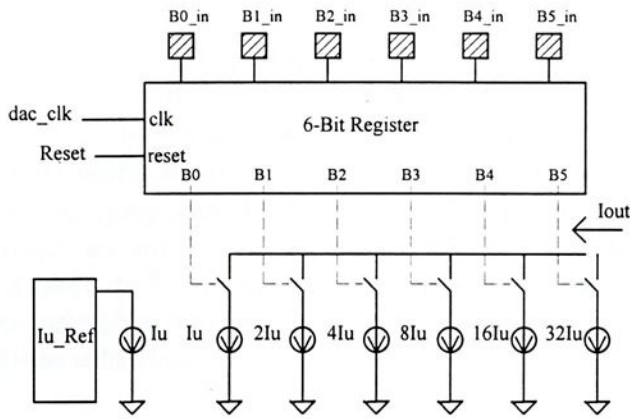 B0_in B1_in B2_in B3_in B4_in B5_in
dac_clk clk
6-Bit Register
Reset reset
B0 B1 B2 B3 B4 B5
Iout
Iu_Ref Iu Iu 2Iu 4Iu 8Iu 16Iu 32Iu